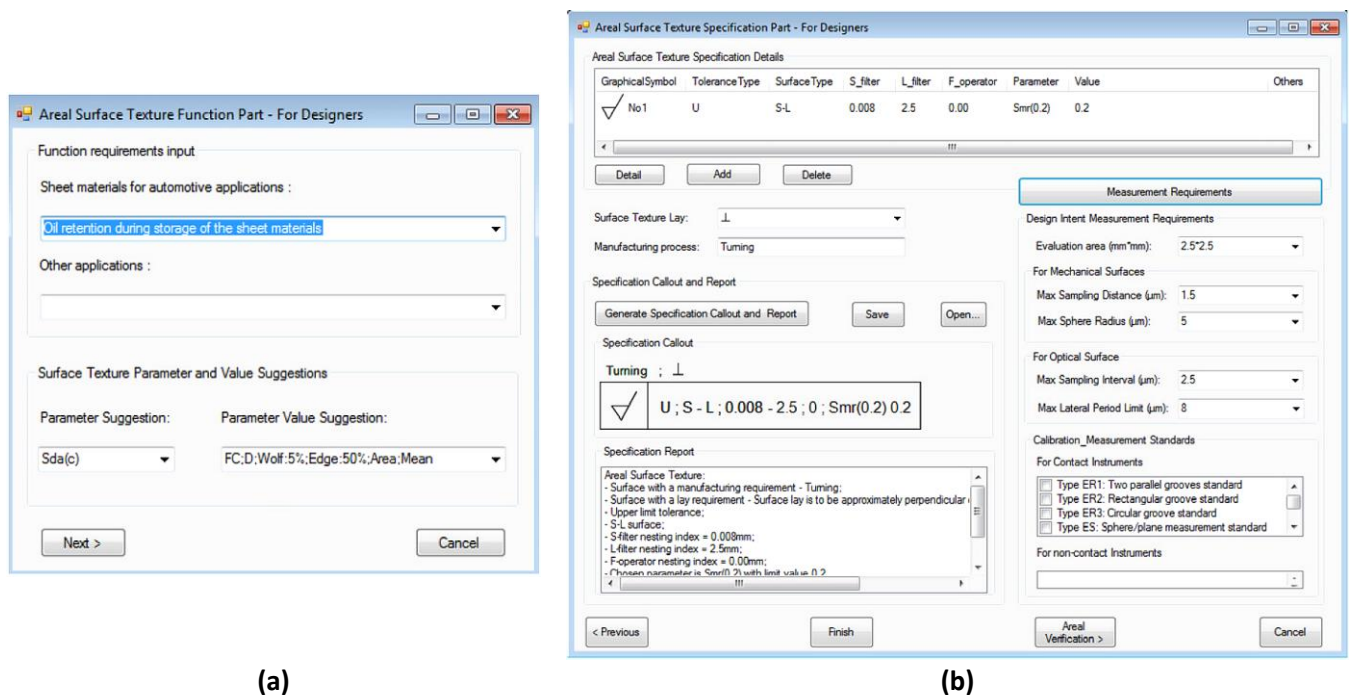 Areal Surface Texture Function Part - For Designers
Function requirements input
Sheet materials for automotive applications :
Oil retention during storage of the sheet materials
Other applications :
Surface Texture Parameter and Value Suggestions
Parameter Suggestion: Parameter Value Suggestion:
Sda(c) FC;D;Wolf:5%;Edge:50%;Area;Mean
Next > Cancel
(a)
Areal Surface Texture Specification Part - For Designers
Areal Surface Texture Specification Details
GraphicalSymbol ToleranceType SurfaceType S_filter L_filter F_operator Parameter Value Others
No1 U S-L 0.008 2.5 0.00 Smr(0.2) 0.2
Detail Add Delete
Surface Texture Lay: ⊥
Manufacturing process: Turning
Specification Callout and Report
Generate Specification Callout and Report Save Open...
Specification Callout
Turning ; ⊥
U ; S - L ; 0.008 - 2.5 ; 0 ; Smr(0.2) 0.2
Specification Report
Areal Surface Texture:
- Surface with a manufacturing requirement - Turning;
- Surface with a lay requirement - Surface lay is to be approximately perpendicular
- Upper limit tolerance;
- S-L surface;
- S-filter nesting index = 0.008mm;
- L-filter nesting index = 2.5mm;
- F-operator nesting index = 0.00mm;
- Chosen parameter is Smr(0.2) with limit value 0.2
Measurement Requirements
Design Intent Measurement Requirements
Evaluation area (mm*mm): 2.5*2.5
For Mechanical Surfaces
Max Sampling Distance (µm): 1.5
Max Sphere Radius (µm): 5
For Optical Surface
Max Sampling Interval (µm): 2.5
Max Lateral Period Limit (µm): 8
Calibration_Measurement Standards
For Contact Instruments
Type ER1: Two parallel grooves standard
Type ER2: Rectangular groove standard
Type ER3: Circular groove standard
Type ES: Sphere/plane measurement standard
For non-contact Instruments
< Previous Finish Areal
Verification > Cancel
(b)